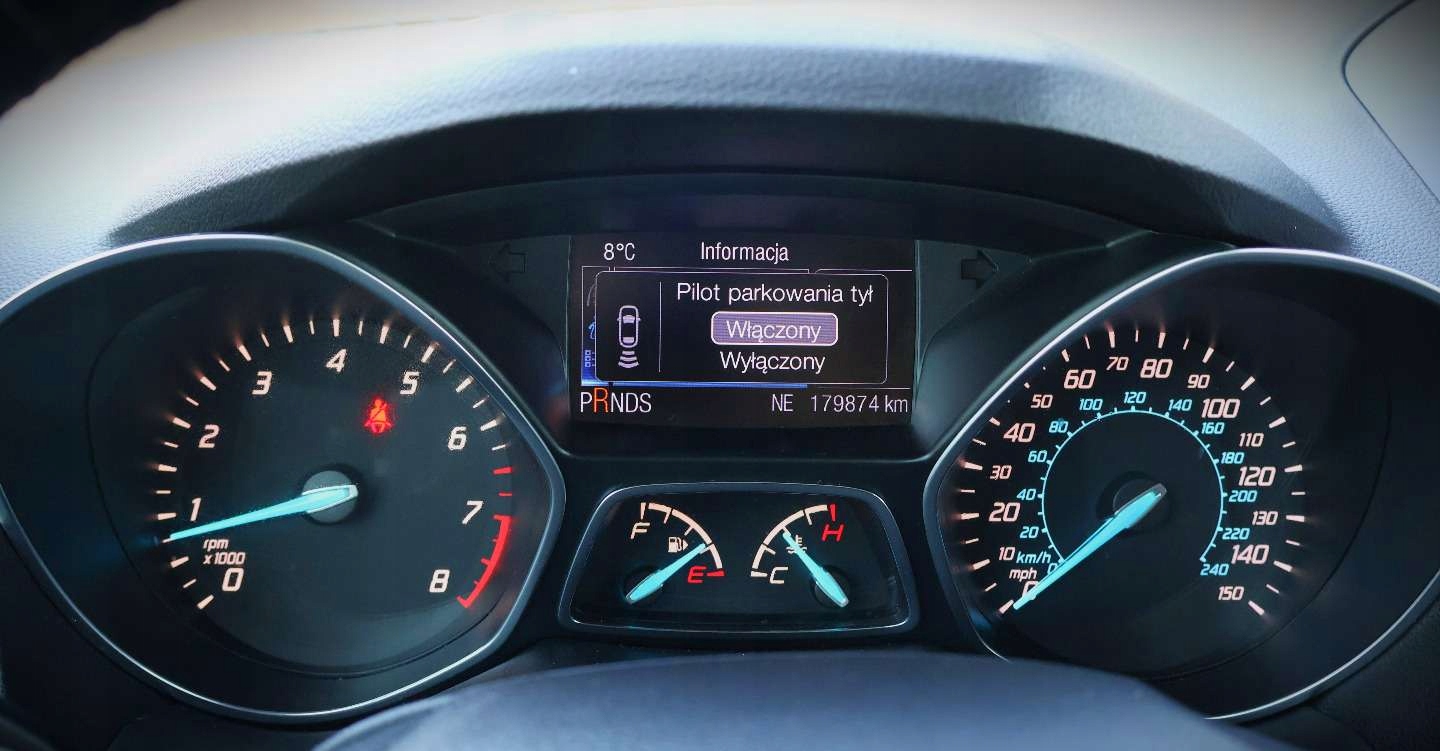 8°C Informacja
Pilot parkowania tył
Włączony
Wyłączony
PRNDS NE 179874 km
0 1 2 3 4 5 6 7 8
rpm
x1000
F E
C H
0 10 20 30 40 50 60 70 80 90 100 110 120 130 140 150
mph
km/h
0 20 40 60 80 100 120 140 160 180 200 220 240